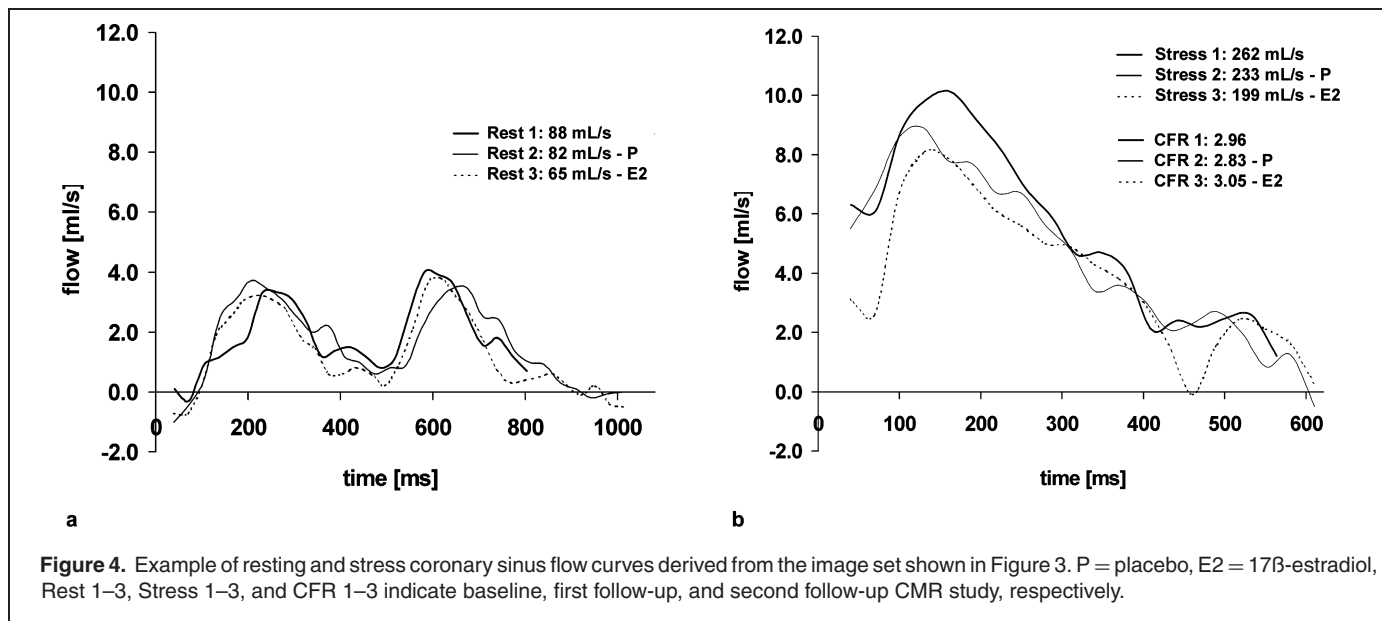 12.0
10.0
8.0
6.0
4.0
2.0
0.0
-2.0
flow [ml/s]
0 200 400 600 800 1000
time [ms]
Rest 1: 88 mL/s
Rest 2: 82 mL/s - P
Rest 3: 65 mL/s - E2
a
12.0
10.0
8.0
6.0
4.0
2.0
0.0
-2.0
flow [ml/s]
0 100 200 300 400 500 600
time [ms]
Stress 1: 262 mL/s
Stress 2: 233 mL/s - P
Stress 3: 199 mL/s - E2
CFR 1: 2.96
CFR 2: 2.83 - P
CFR 3: 3.05 - E2
b
Figure 4. Example of resting and stress coronary sinus flow curves derived from the image set shown in Figure 3. P = placebo, E2 = 17ß-estradiol,
Rest 1–3, Stress 1–3, and CFR 1–3 indicate baseline, first follow-up, and second follow-up CMR study, respectively.